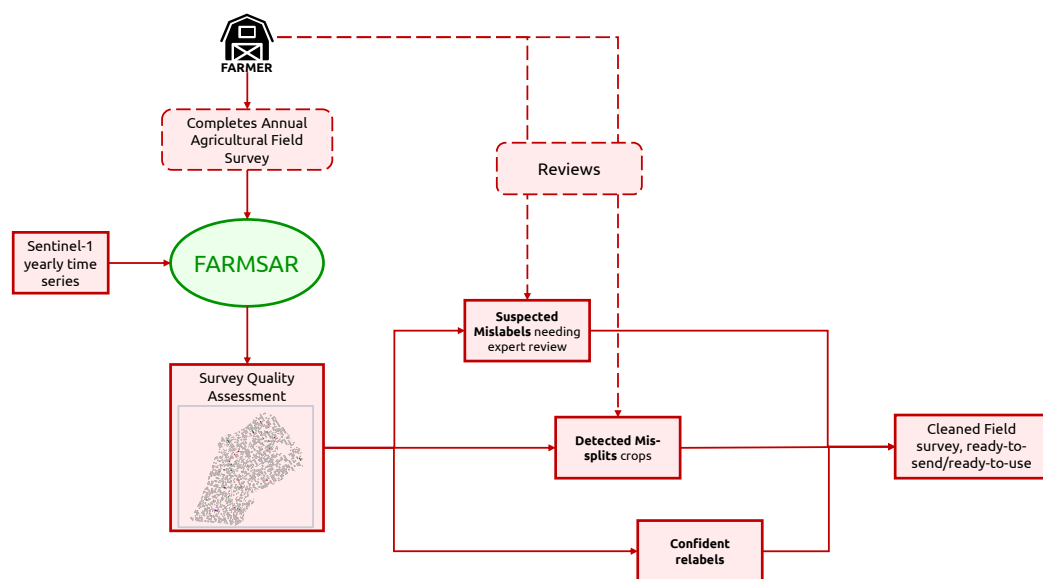 FARMER
Completes Annual
Agricultural Field
Survey
Reviews
Sentinel-1
yearly time
series
FARMSAR
Suspected
Mislabels needing
expert review
Survey Quality
Assessment
Detected Mis-
splits crops
Cleaned Field
survey, ready-to-
send/ready-to-use
Confident
relabels